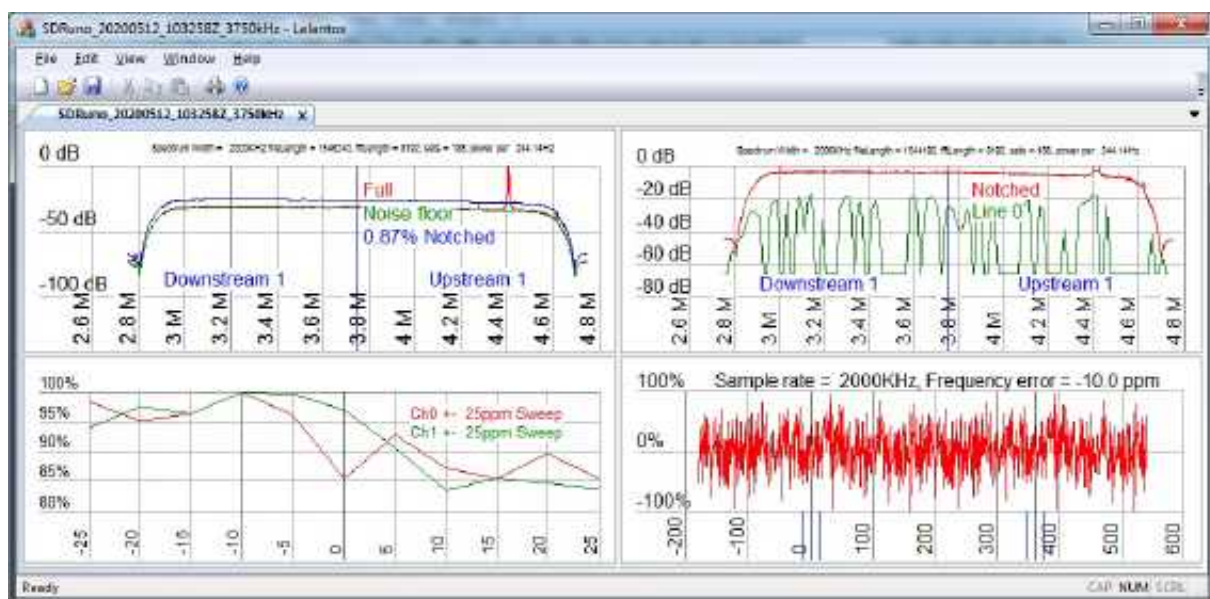 SDRuno_20200512_103258Z_3750kHz - Lelantos
File Edit View Window Help
SDRuno_20200512_103258Z_3750kHz x
0 dB
-50 dB
-100 dB
Full
Noise floor
0.87% Notched
Downstream 1 Upstream 1
2.6 M 2.8 M 3 M 3.2 M 3.4 M 3.6 M 3.8 M 4 M 4.2 M 4.4 M 4.6 M 4.8 M
0 dB
-20 dB
-40 dB
-60 dB
-80 dB
Notched
Line 0
Downstream 1 Upstream 1
2.6 M 2.8 M 3 M 3.2 M 3.4 M 3.6 M 3.8 M 4 M 4.2 M 4.4 M 4.6 M 4.8 M
100%
95%
90%
85%
80%
Ch0 +- 25ppm Sweep
Ch1 +- 25ppm Sweep
-25 -20 -15 -10 -5 0 5 10 15 20 25
100%
0%
-100%
Sample rate = 2000KHz, Frequency error = -10.0 ppm
-200 -100 0 100 200 300 400 500 600
Ready
CAP NUM SCRL